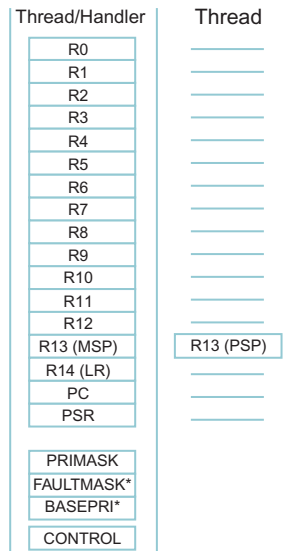 Thread/Handler Thread
R0
R1
R2
R3
R4
R5
R6
R7
R8
R9
R10
R11
R12
R13 (MSP) R13 (PSP)
R14 (LR)
PC
PSR
PRIMASK
FAULTMASK*
BASEPRI*
CONTROL